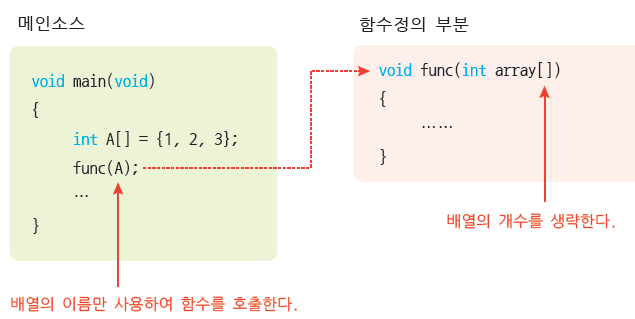 메인소스
void main(void)
{
int A[] = {1, 2, 3};
func(A);
…
}
배열의 이름만 사용하여 함수를 호출한다.
함수정의 부분
void func(int array[])
{
……
}
배열의 개수를 생략한다.